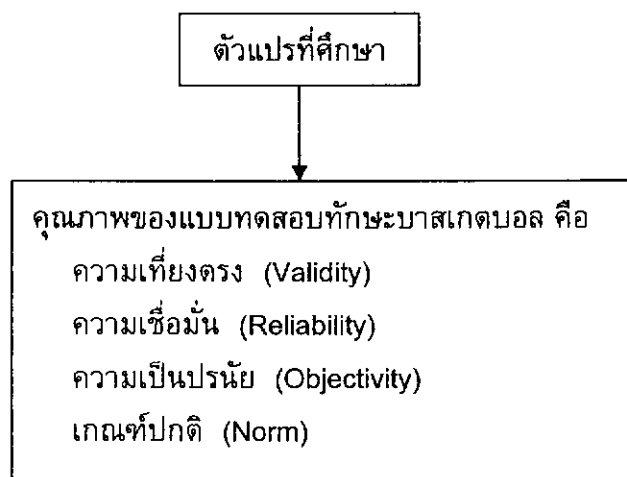 ตัวแปรที่ศึกษา
คุณภาพของแบบทดสอบทักษะบาสเกตบอล คือ
ความเที่ยงตรง (Validity)
ความเชื่อมั่น (Reliability)
ความเป็นปรนัย (Objectivity)
เกณฑ์ปกติ (Norm)